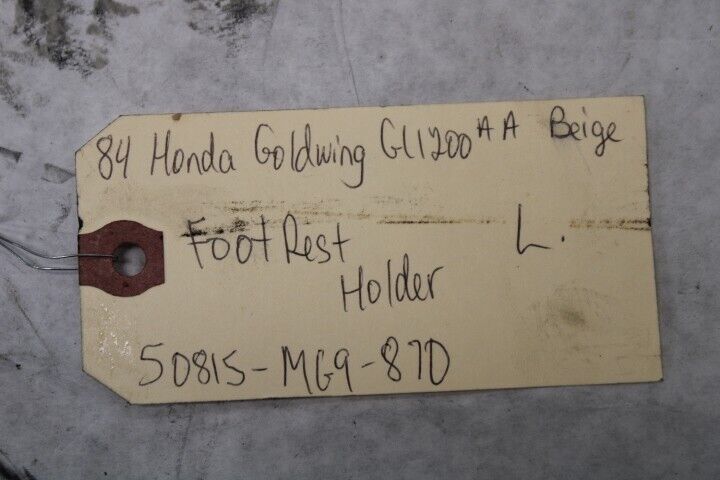 84 Honda Goldwing GL1200 AA Beige
Foot Rest L.
Holder
50815-MG9-870